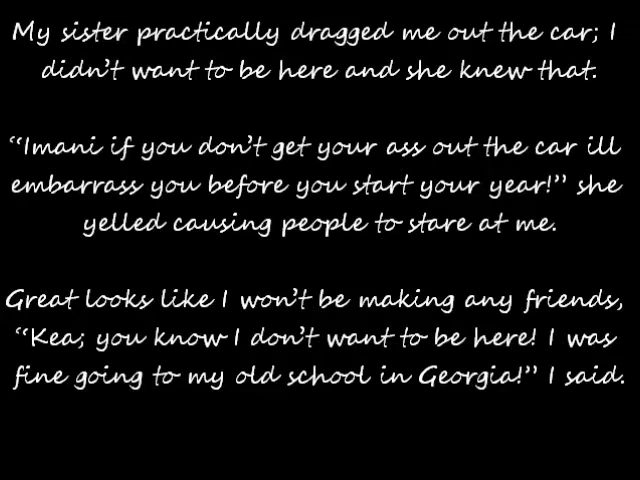 My sister practically dragged me out the car; I
didn't want to be here and she knew that.
“Imani if you don't get your ass out the car ill
embarrass you before you start your year!” she
yelled causing people to stare at me.
Great looks like I won't be making any friends,
“Kea; you know I don't want to be here! I was
fine going to my old school in Georgia!” I said.